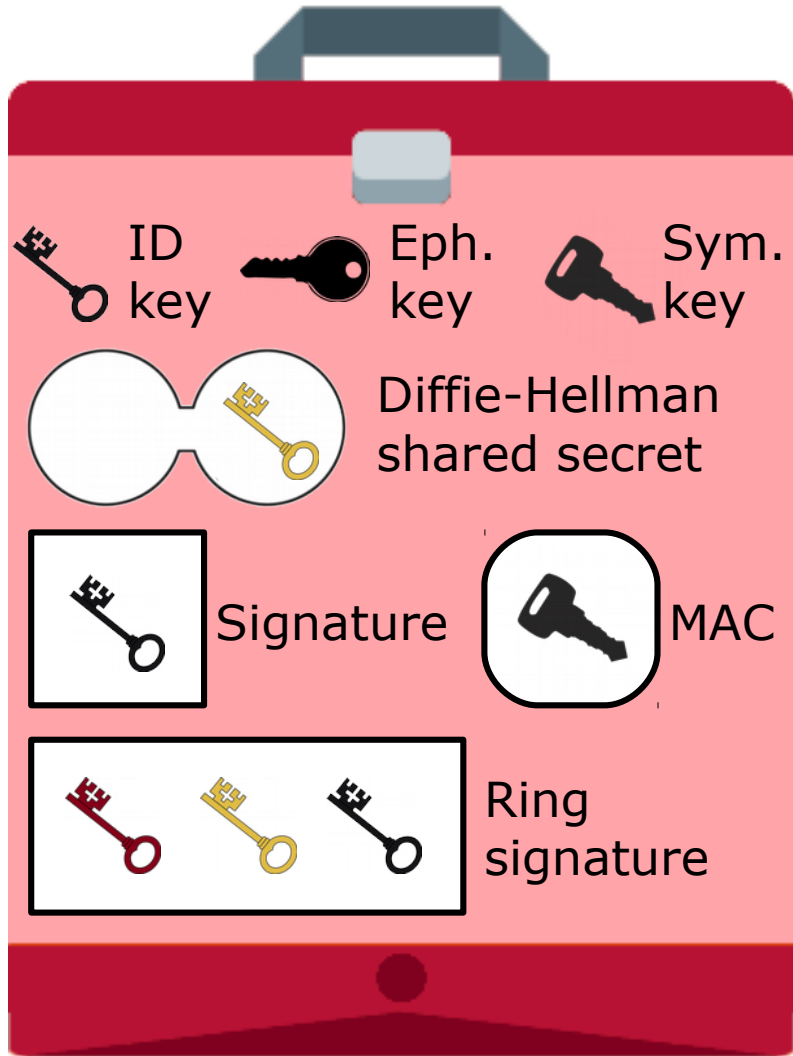 ID
key
Eph.
key
Sym.
key
Diffie-Hellman
shared secret
Signature
MAC
Ring
signature